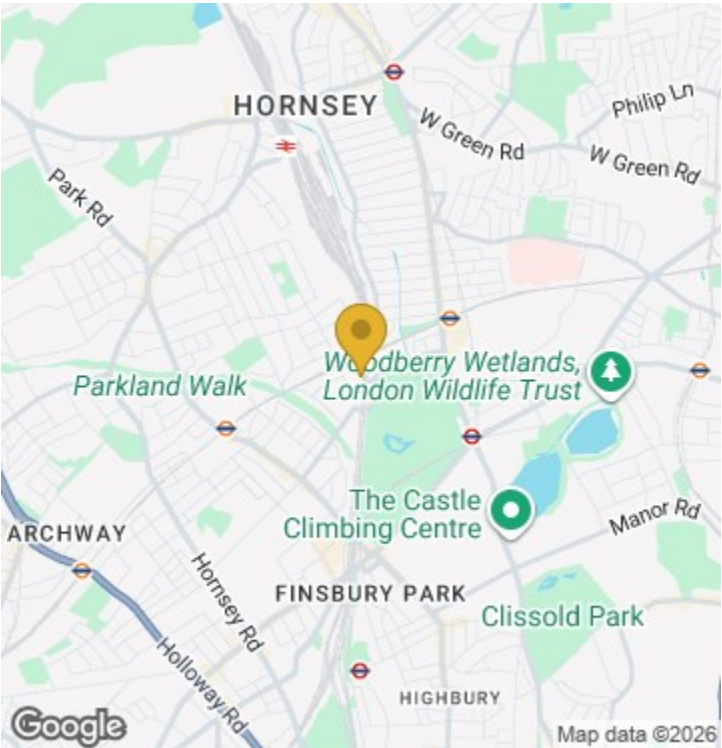 HORNSEY
Philip Ln
W Green Rd
W Green Rd
Park Rd
Woodberry Wetlands,
London Wildlife Trust
Parkland Walk
The Castle
Climbing Centre
Manor Rd
ARCHWAY
Hornsey Rd
FINSBURY PARK
Clissold Park
Holloway Rd
HIGHBURY
Google
Map data ©2026